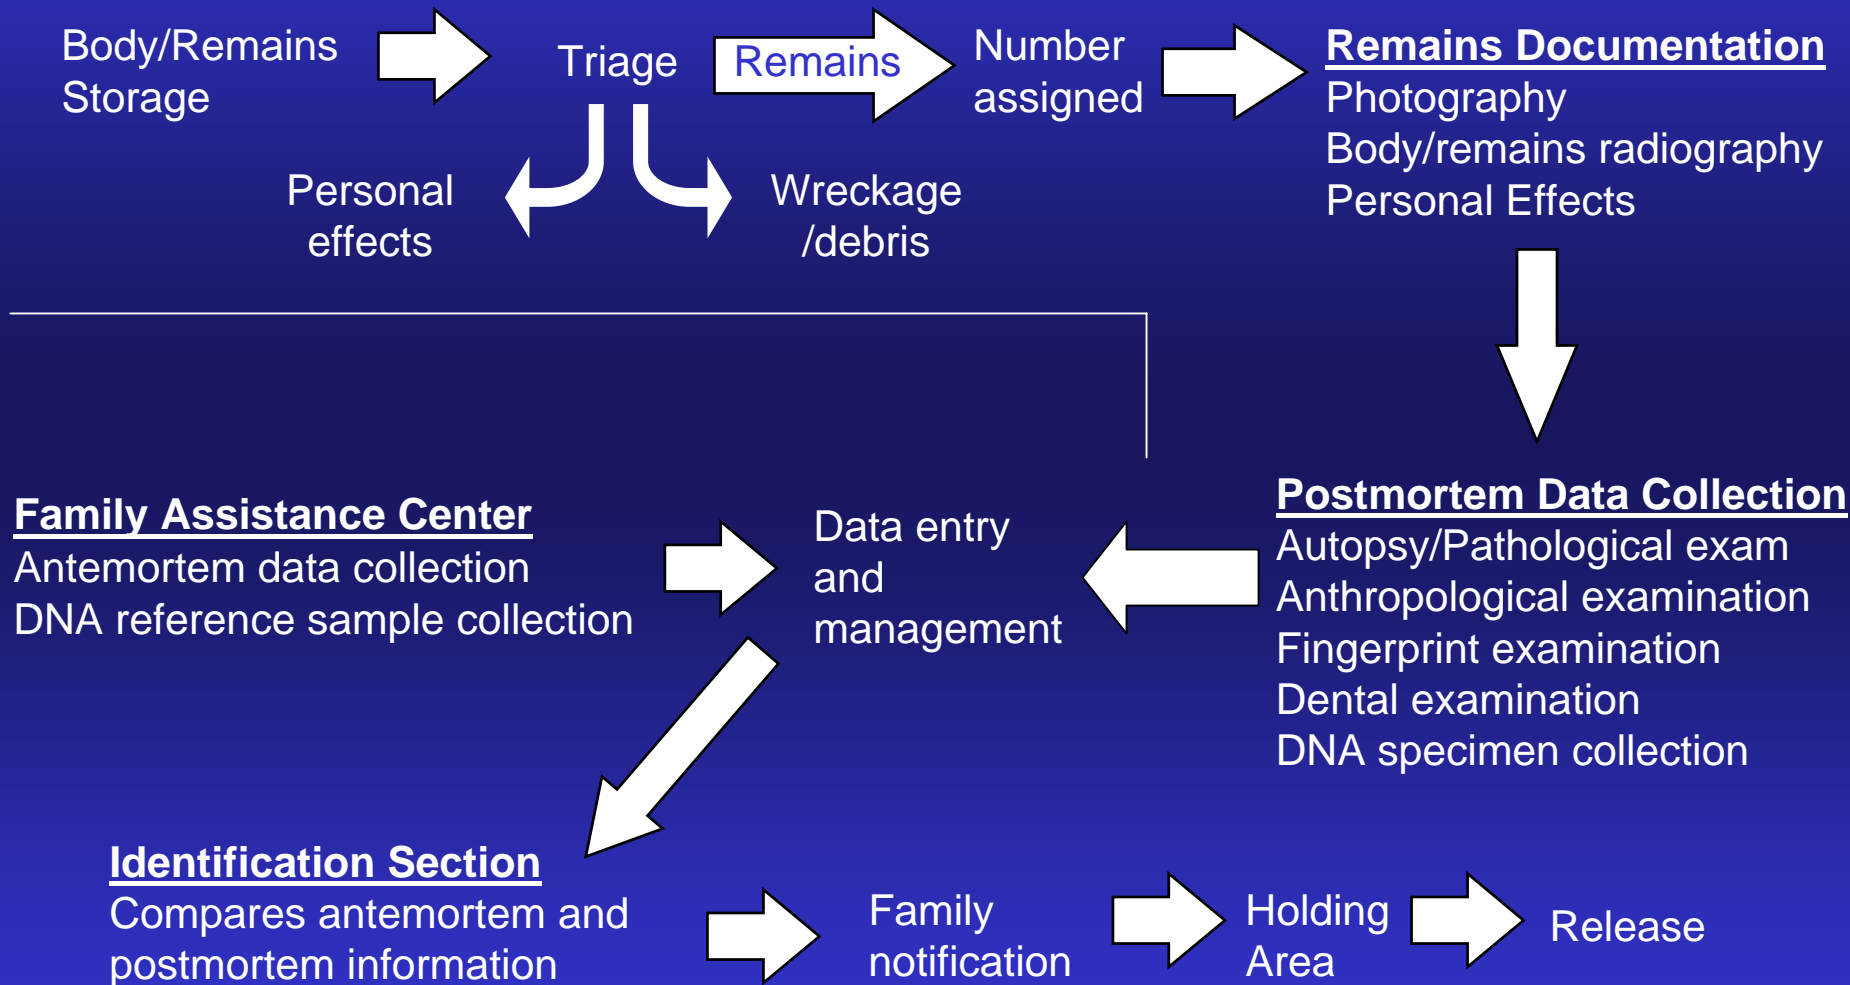 Body/Remains
Storage
Triage
Remains
Number
assigned
Remains Documentation
Photography
Body/remains radiography
Personal Effects
Personal
effects
Wreckage
/debris
Family Assistance Center
Antemortem data collection
DNA reference sample collection
Data entry
and
management
Postmortem Data Collection
Autopsy/Pathological exam
Anthropological examination
Fingerprint examination
Dental examination
DNA specimen collection
Identification Section
Compares antemortem and
postmortem information
Family
notification
Holding
Area
Release